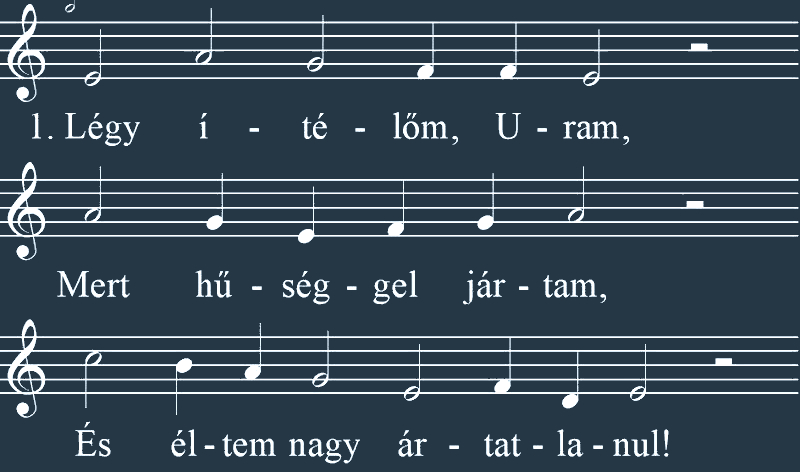 1. Légy í - té - lőm, U - ram,
Mert hű - ség - gel jár - tam,
És él - tem nagy ár - tat - la - nul!